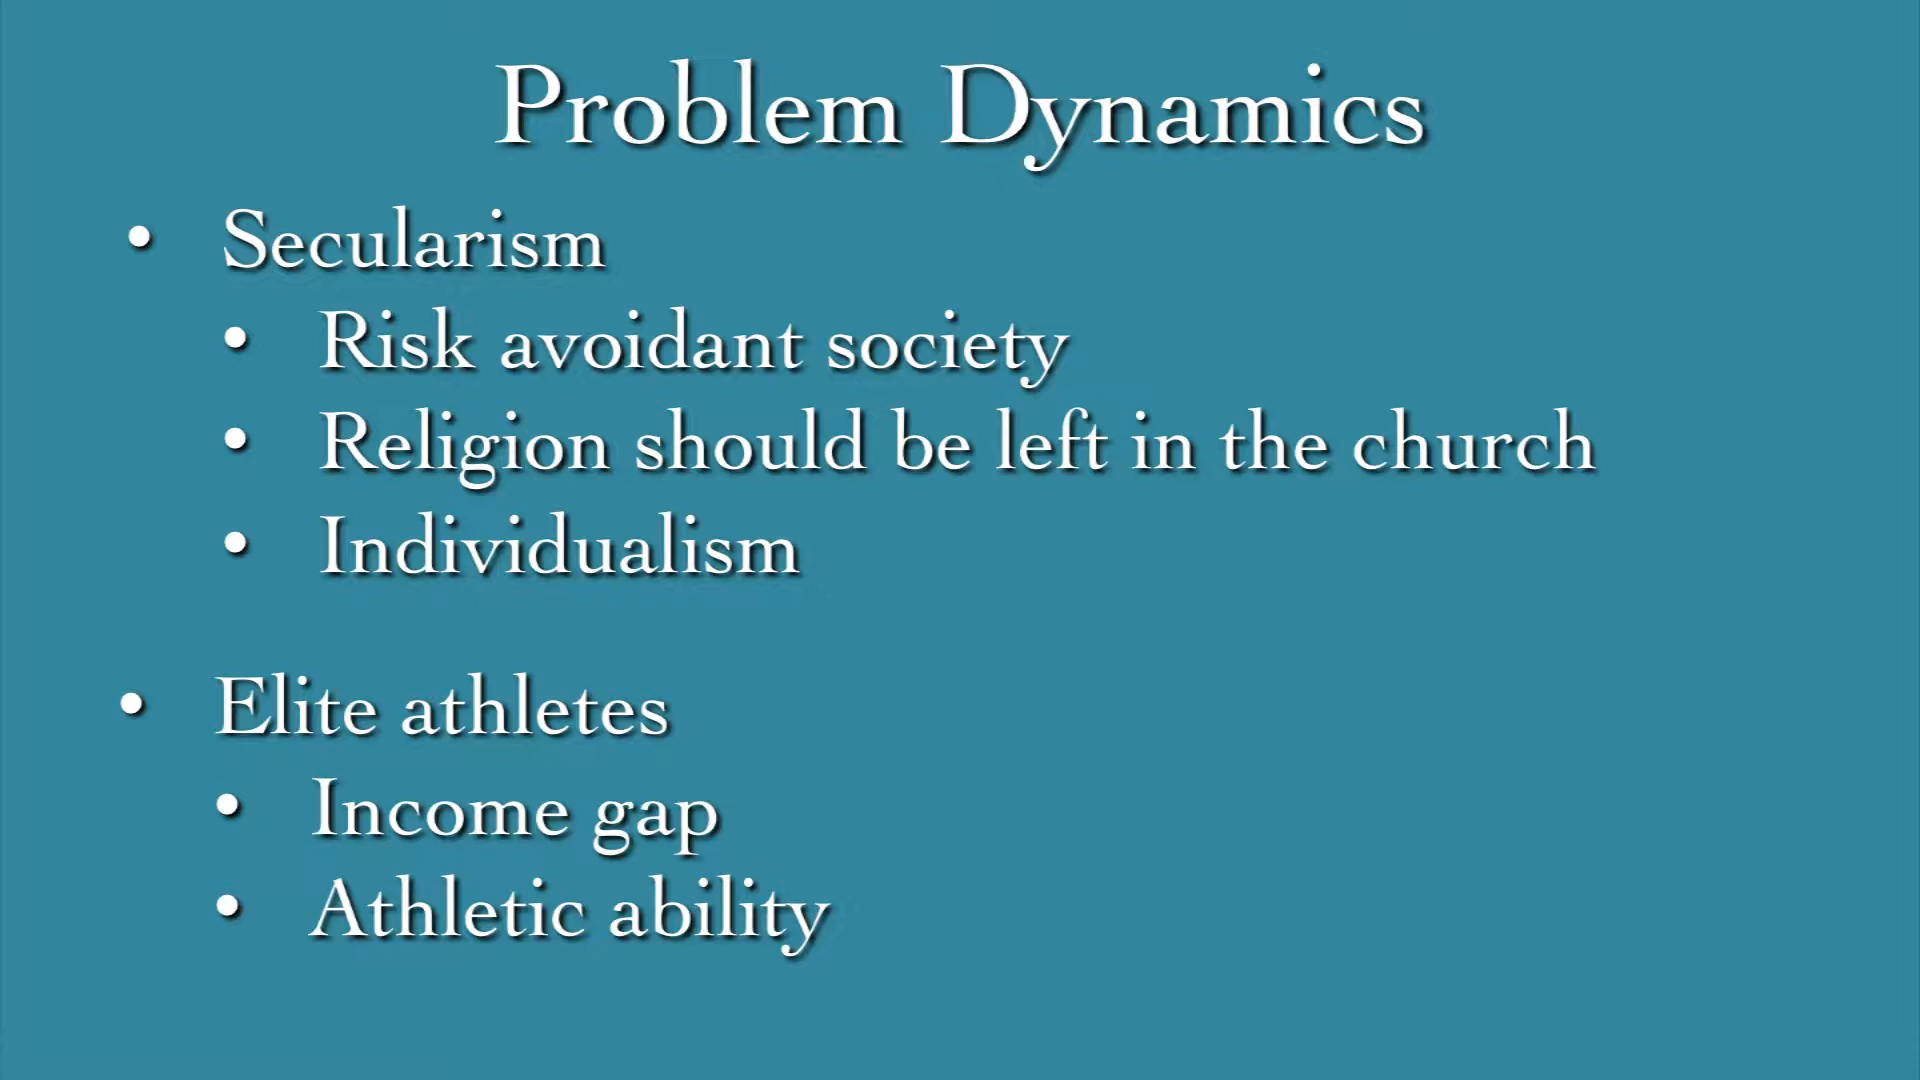 Problem Dynamics
• Secularism
• Risk avoidant society
• Religion should be left in the church
• Individualism
• Elite athletes
• Income gap
• Athletic ability